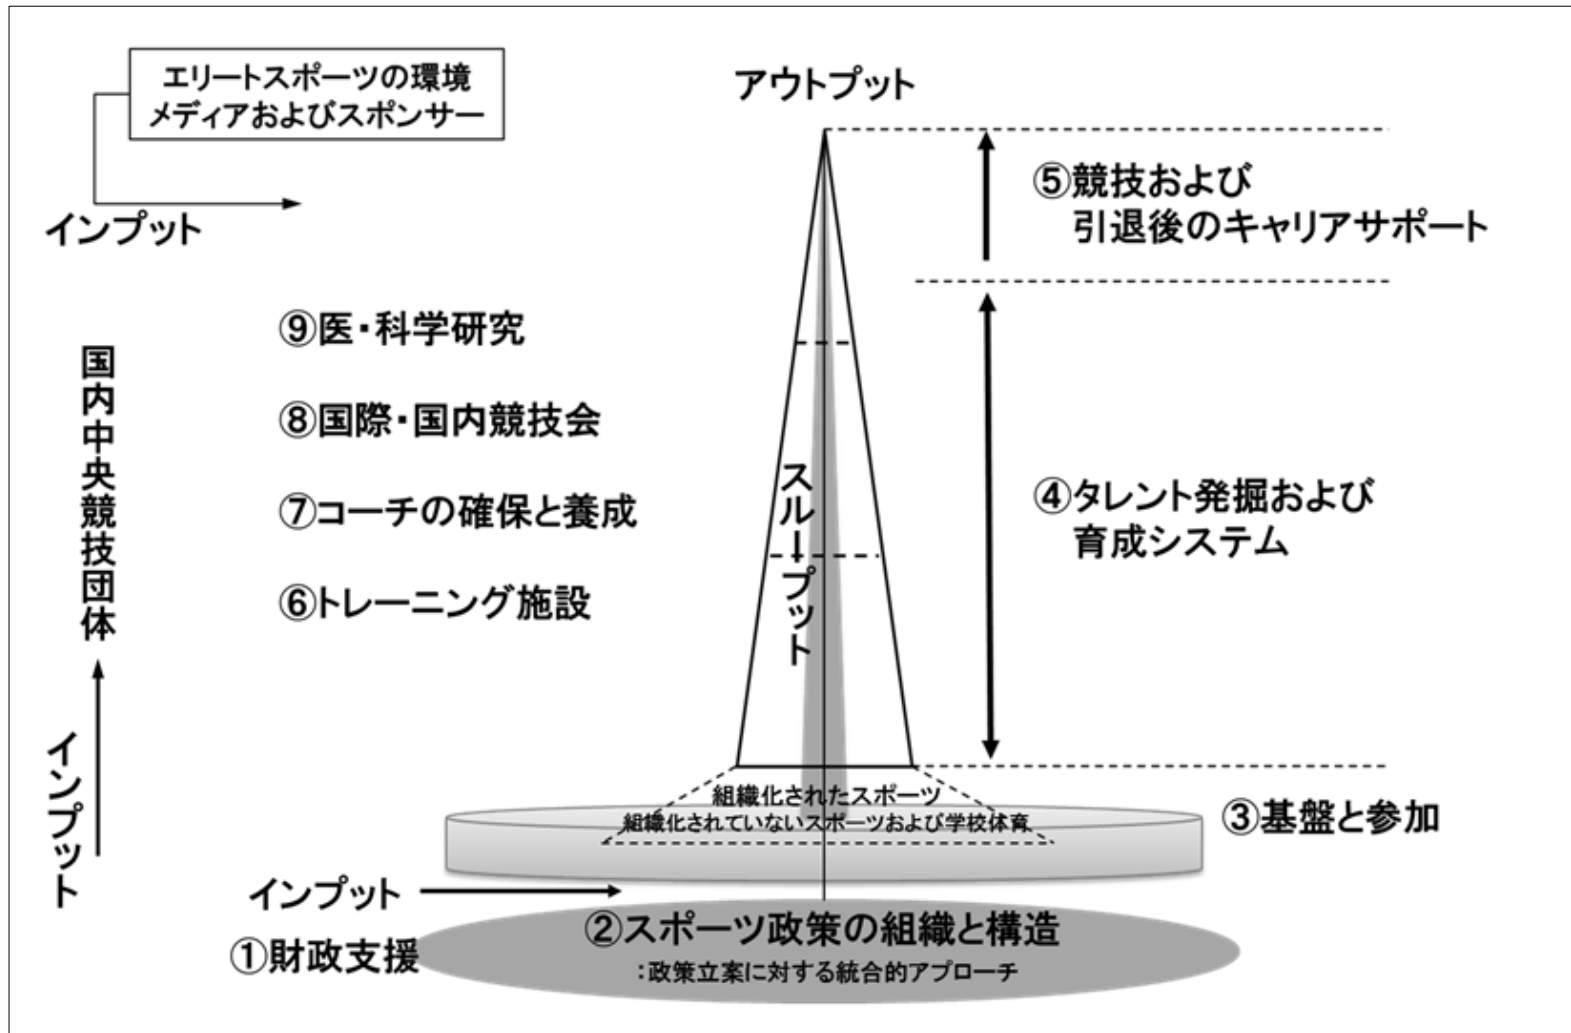 エリートスポーツの環境
メディアおよびスポンサー
アウトプット
インプット
⑤競技および
引退後のキャリアサポート
⑨医・科学研究
⑧国際・国内競技会
⑦コーチの確保と養成
⑥トレーニング施設
国内中央競技団体
インプット
スループット
④タレント発掘および
育成システム
組織化されたスポーツ
組織化されていないスポーツおよび学校体育
③基盤と参加
インプット
①財政支援
②スポーツ政策の組織と構造
:政策立案に対する統合的アプローチ